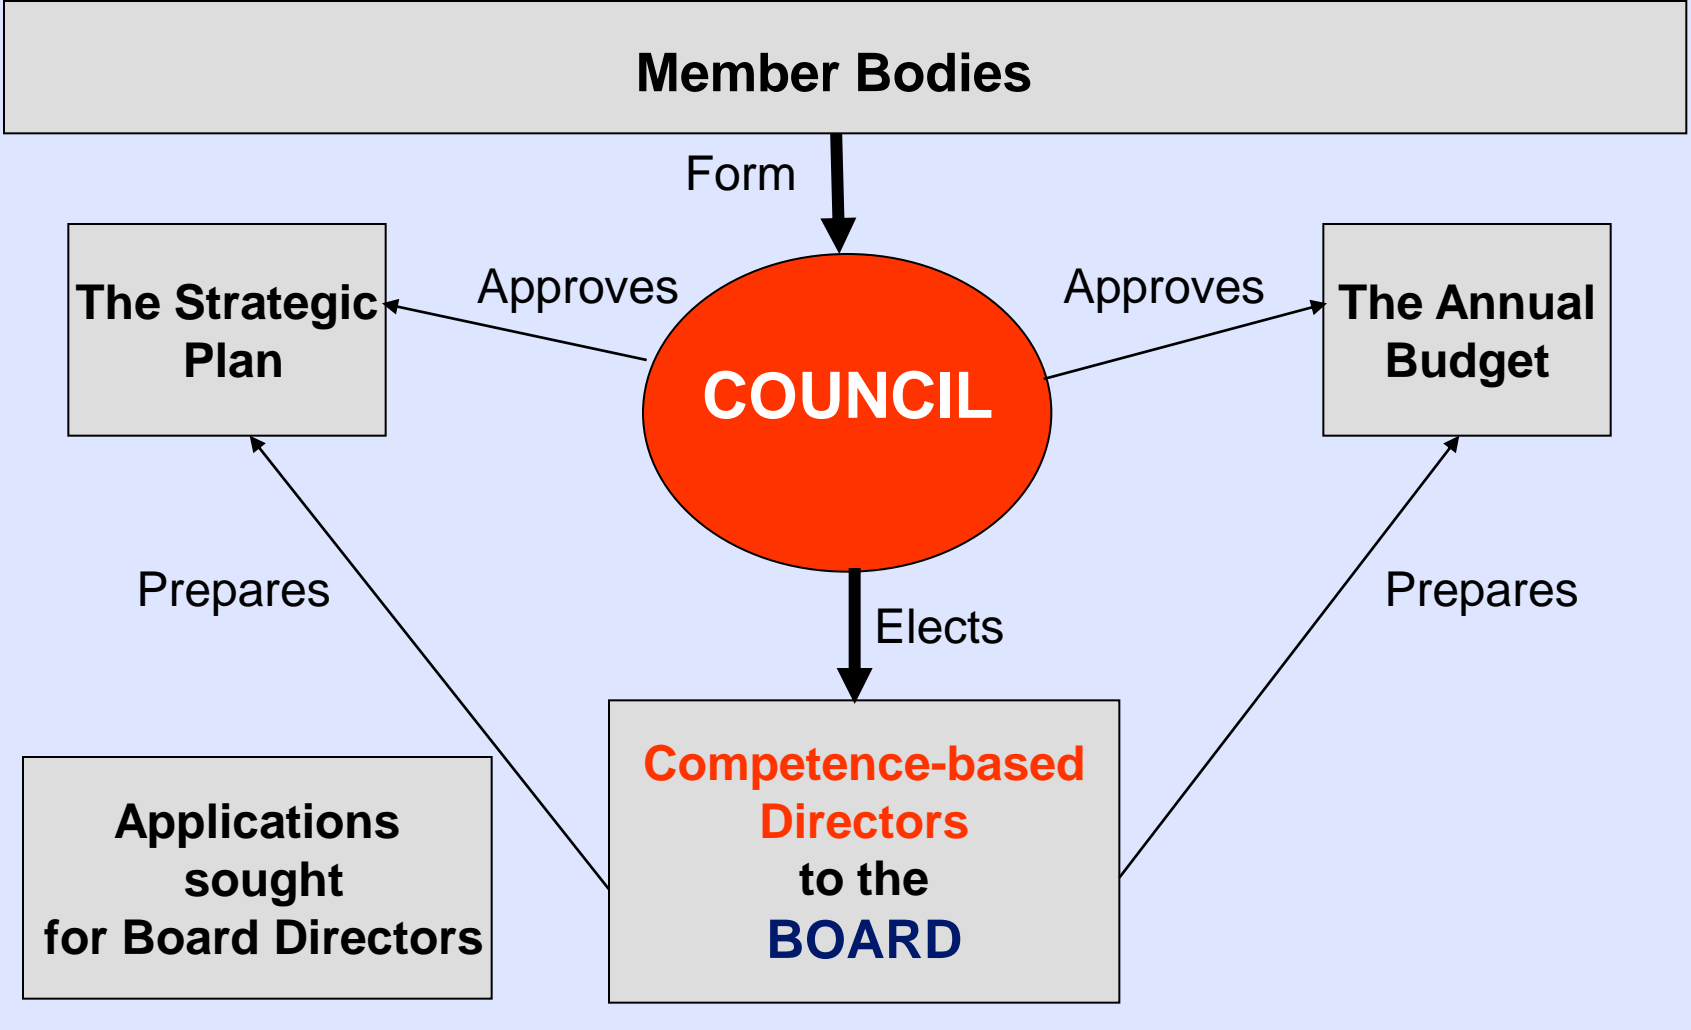 Member Bodies
Form
Approves
Approves
The Strategic
Plan
The Annual
Budget
COUNCIL
Prepares
Prepares
Elects
Competence-based
Directors
to the
BOARD
Applications
sought
for Board Directors